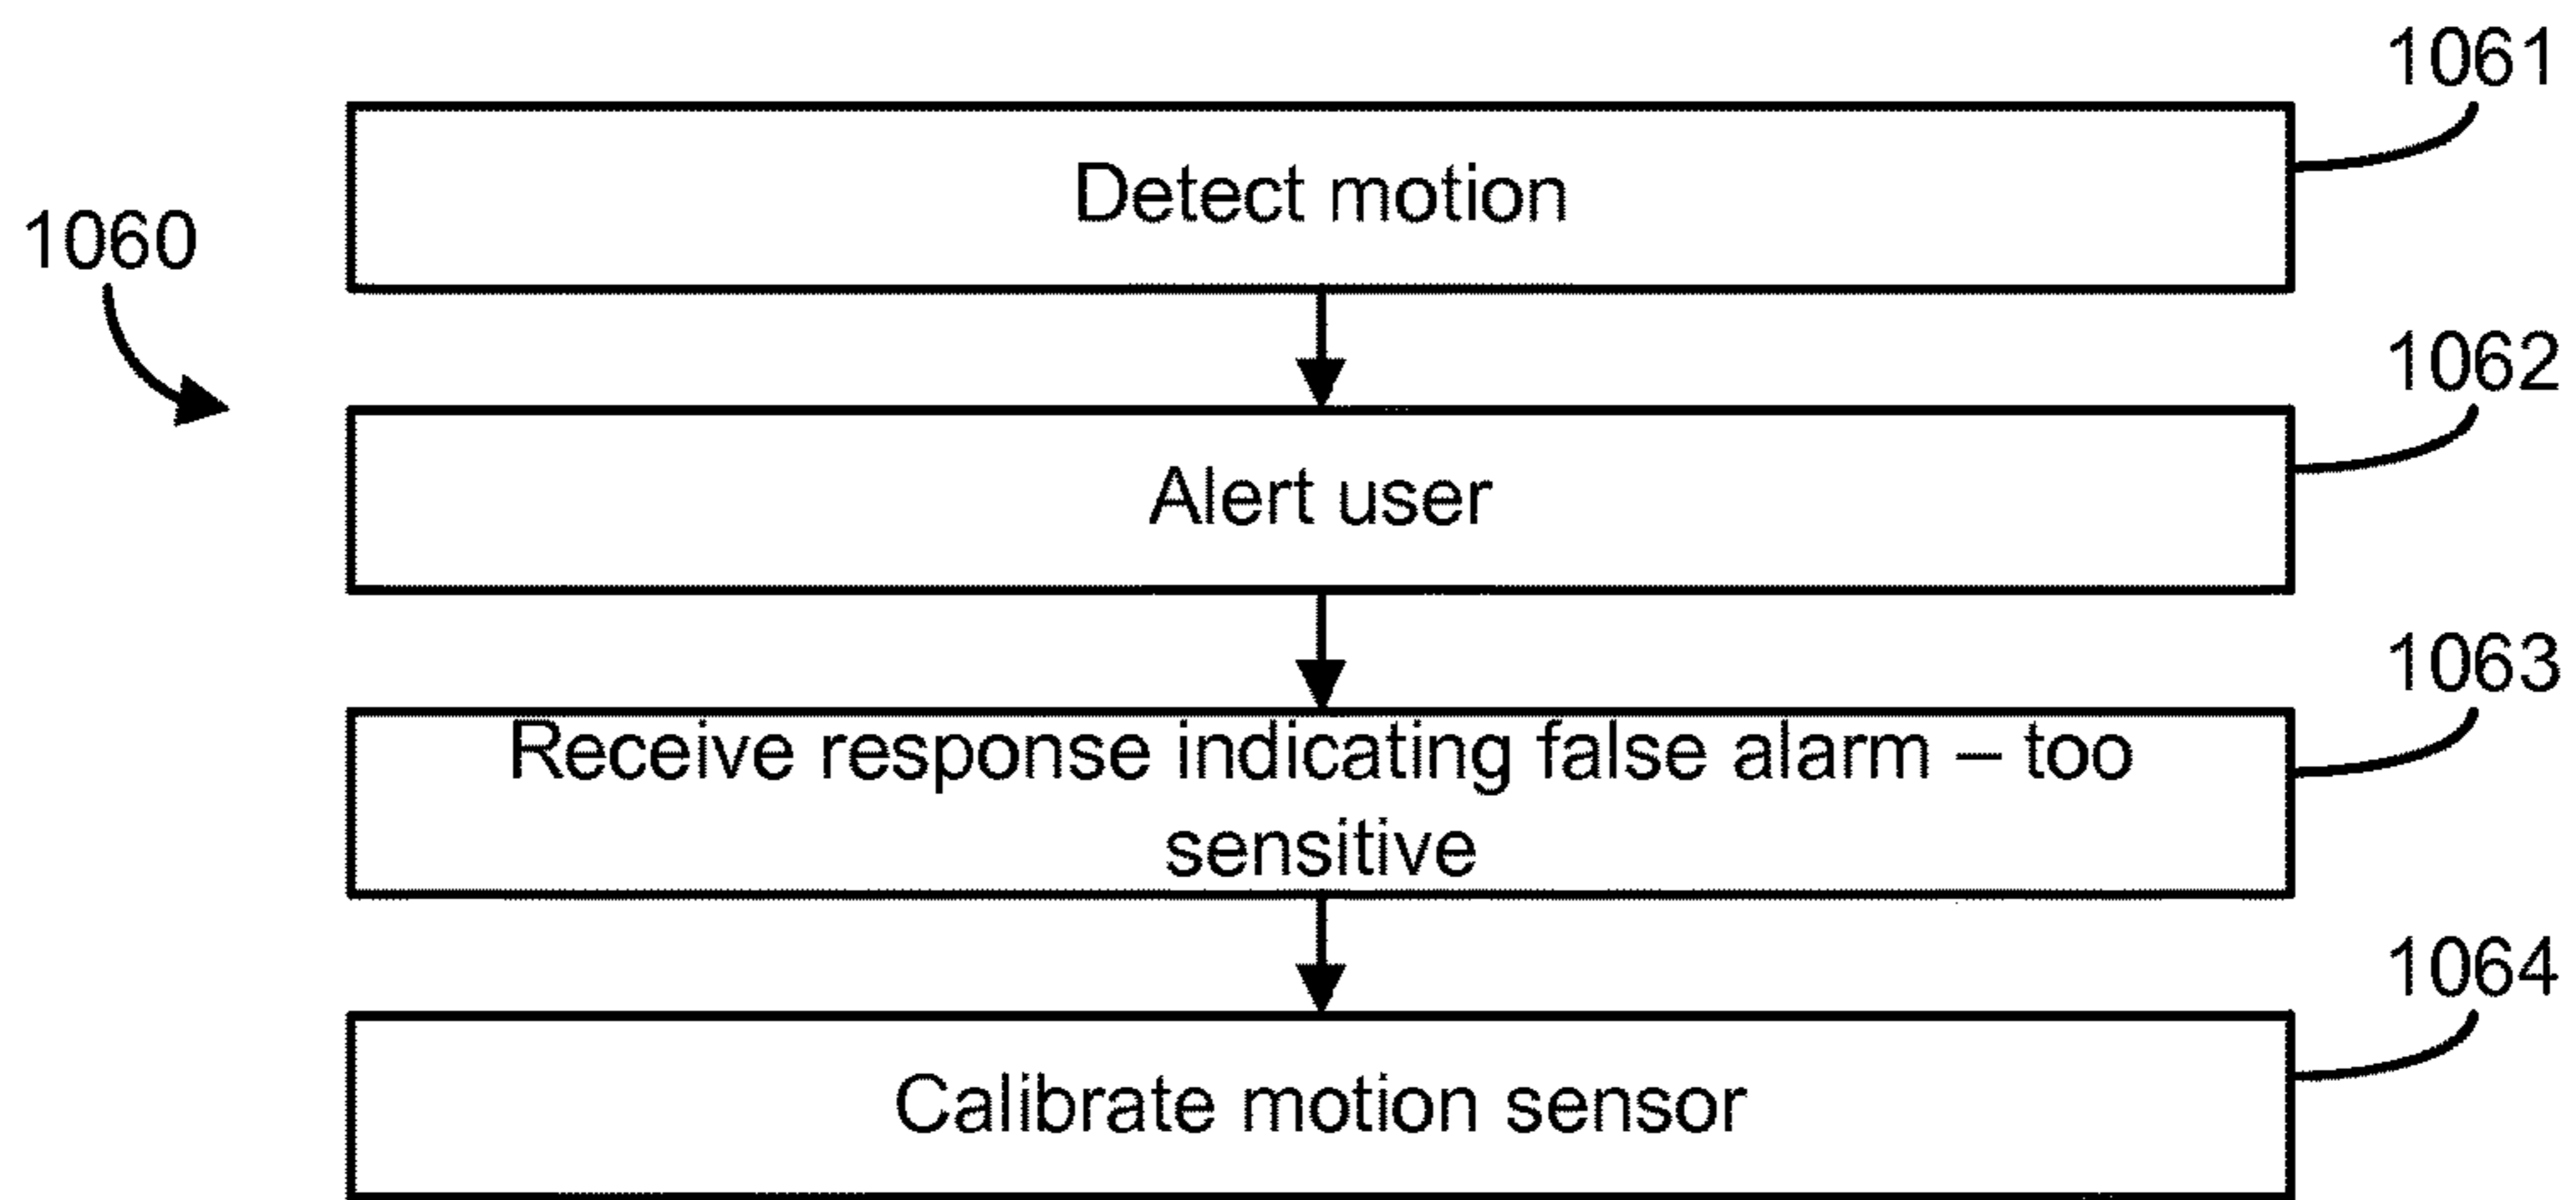 1061
Detect motion
1060
1062
Alert user
1063
Receive response indicating false alarm – too
sensitive
1064
Calibrate motion sensor